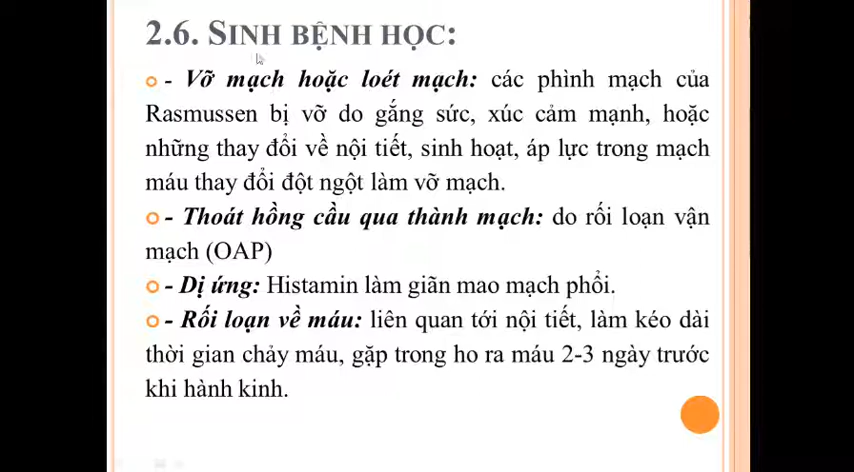 2.6. SINH BỆNH HỌC:
- Vỡ mạch hoặc loét mạch: các phình mạch của
Rasmussen bị vỡ do gắng sức, xúc cảm mạnh, hoặc
những thay đổi về nội tiết, sinh hoạt, áp lực trong mạch
máu thay đổi đột ngột làm vỡ mạch.
- Thoát hồng cầu qua thành mạch: do rối loạn vận
mạch (OAP)
- Dị ứng: Histamin làm giãn mao mạch phổi.
- Rối loạn về máu: liên quan tới nội tiết, làm kéo dài
thời gian chảy máu, gặp trong ho ra máu 2-3 ngày trước
khi hành kinh.